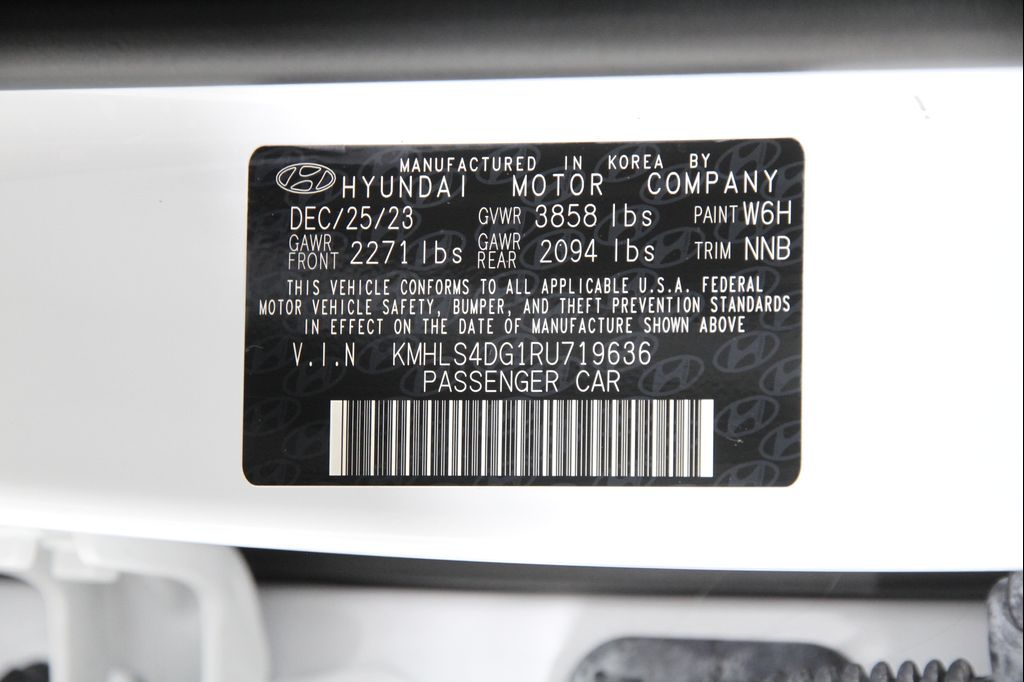 MANUFACTURED IN KOREA BY
HYUNDAI MOTOR COMPANY
DEC/25/23 GVWR 3858 lbs PAINT W6H
GAWR FRONT 2271 lbs GAWR REAR 2094 lbs TRIM NNB
THIS VEHICLE CONFORMS TO ALL APPLICABLE U.S.A. FEDERAL
MOTOR VEHICLE SAFETY, BUMPER, AND THEFT PREVENTION STANDARDS
IN EFFECT ON THE DATE OF MANUFACTURE SHOWN ABOVE
V.I.N KMHLS4DG1RU719636
PASSENGER CAR